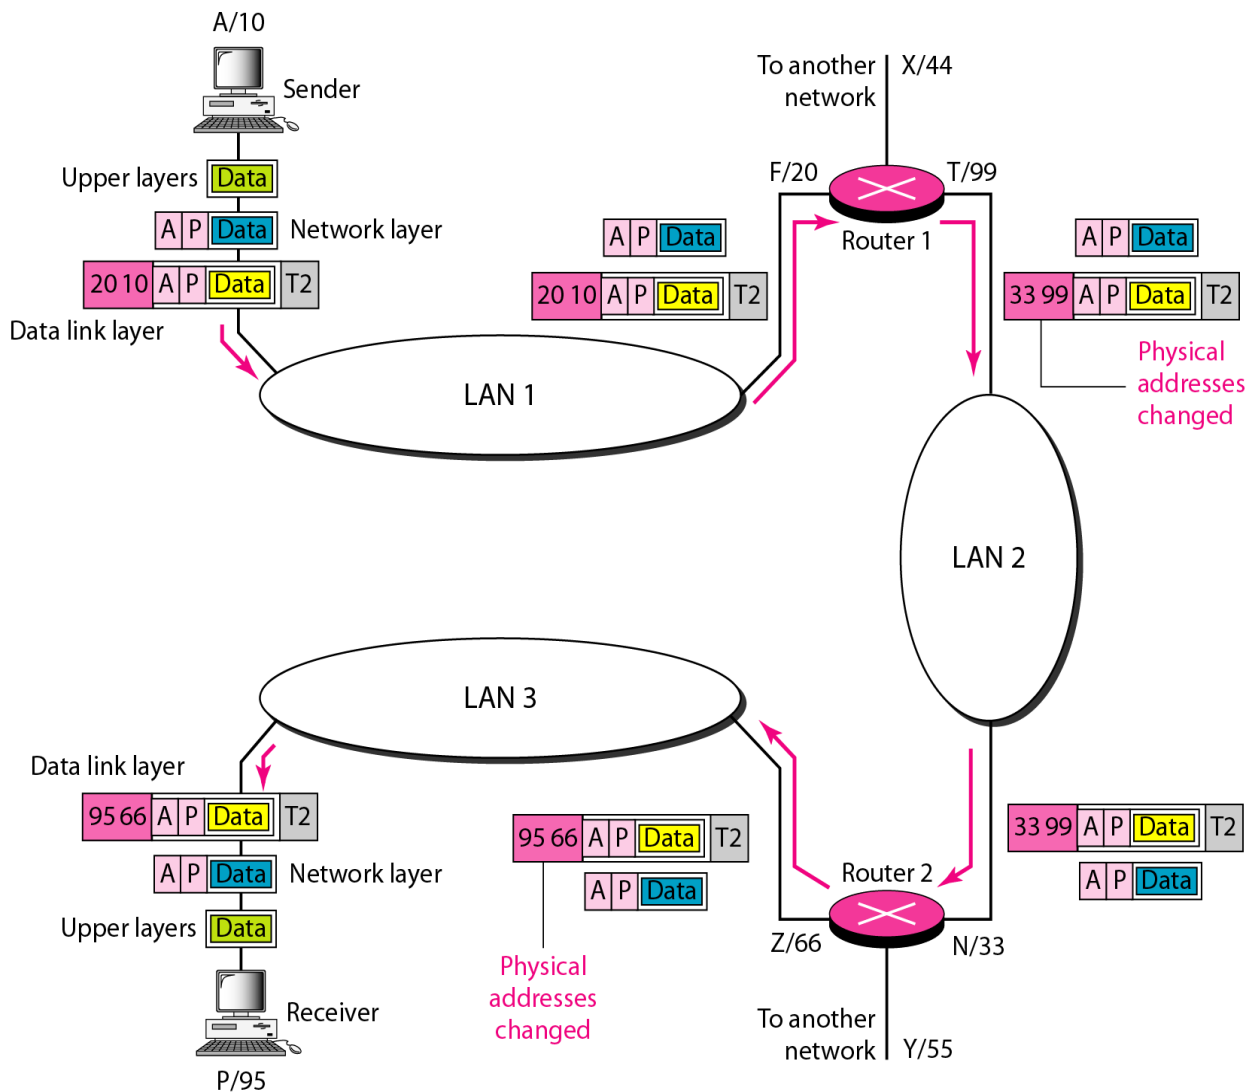 A/10
Sender
Upper layers
Data
A P Data
Network layer
20 10 A P Data T2
Data link layer
To another
network
X/44
F/20
T/99
Router 1
A P Data
20 10 A P Data T2
A P Data
33 99 A P Data T2
Physical
addresses
changed
LAN 1
LAN 2
LAN 3
Data link layer
95 66 A P Data T2
A P Data
Network layer
Upper layers
Data
Receiver
P/95
95 66 A P Data T2
A P Data
Physical
addresses
changed
Router 2
Z/66
N/33
33 99 A P Data T2
A P Data
To another
network
Y/55